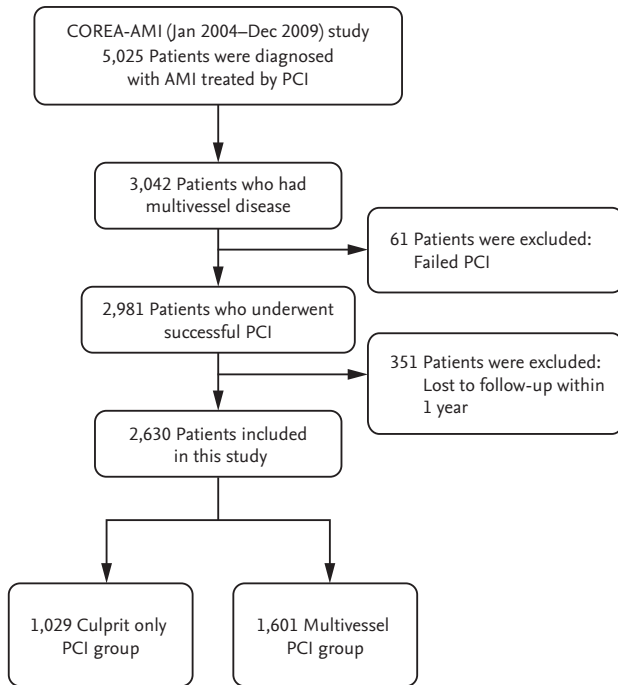 COREA-AMI (Jan 2004–Dec 2009) study
5,025 Patients were diagnosed
with AMI treated by PCI
3,042 Patients who had
multivessel disease
61 Patients were excluded:
Failed PCI
2,981 Patients who underwent
successful PCI
351 Patients were excluded:
Lost to follow-up within
1 year
2,630 Patients included
in this study
1,029 Culprit only
PCI group
1,601 Multivessel
PCI group